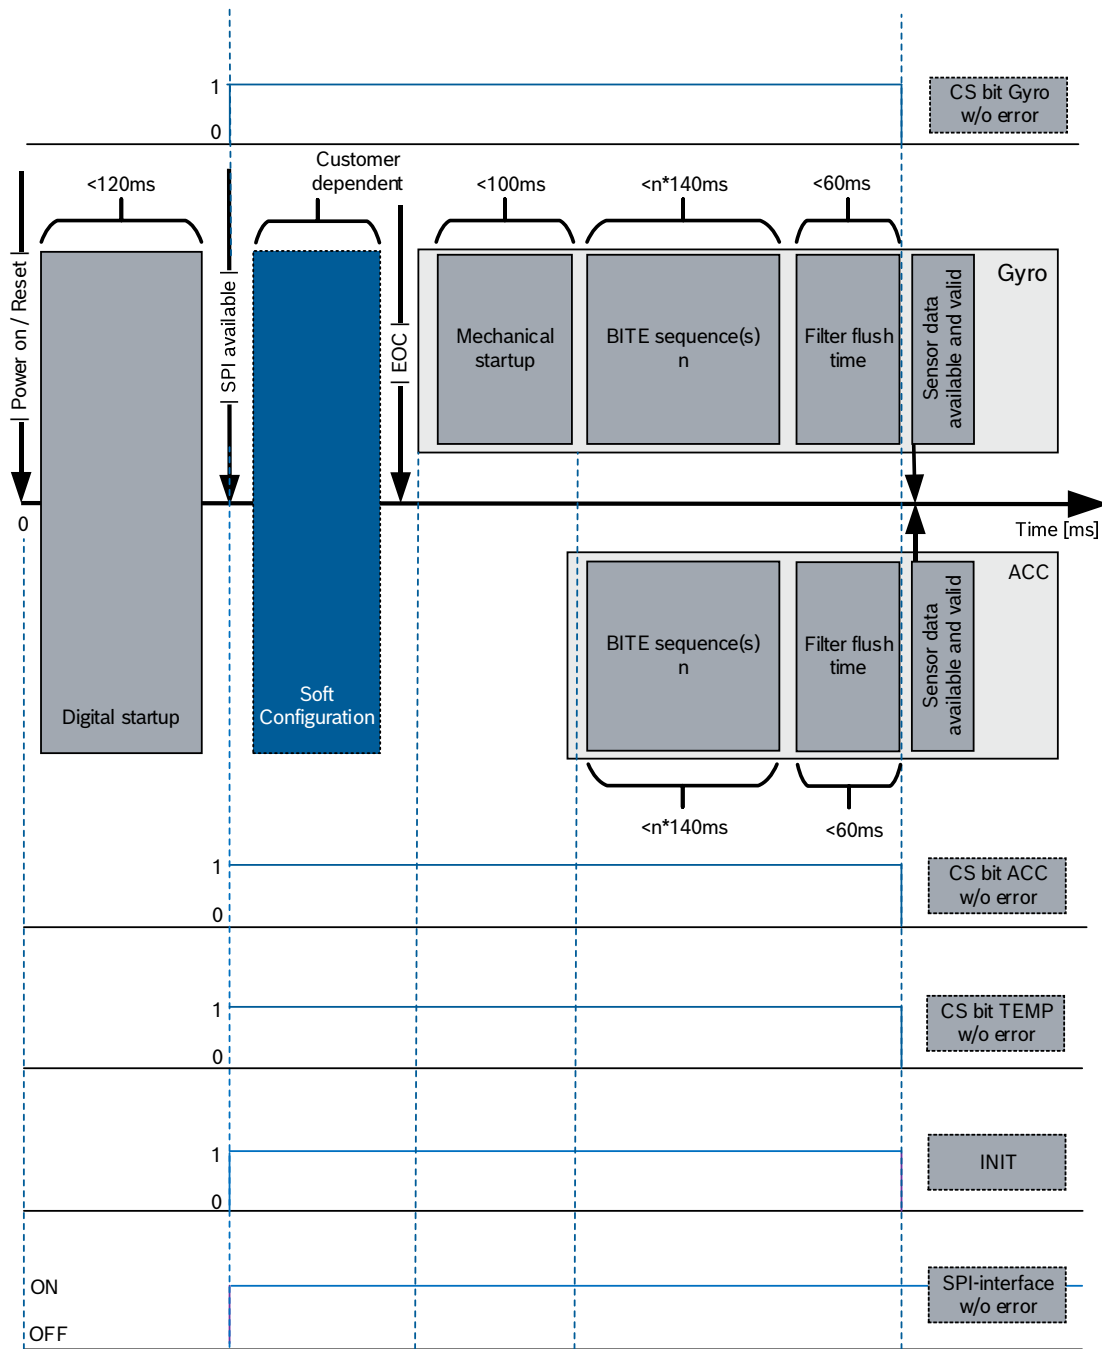 1
0
CS bit Gyro
w/o error
<120ms
Customer
dependent
<100ms
<n*140ms
<60ms
| Power on / Reset |
| SPI available |
| EOC |
Gyro
Mechanical
startup
BITE sequence(s)
n
Filter flush
time
Sensor data
available and valid
0
Time [ms]
Digital startup
Soft
Configuration
ACC
BITE sequence(s)
n
Filter flush
time
Sensor data
available and valid
<n*140ms
<60ms
1
0
CS bit ACC
w/o error
1
0
CS bit TEMP
w/o error
1
0
INIT
ON
OFF
SPI-interface
w/o error